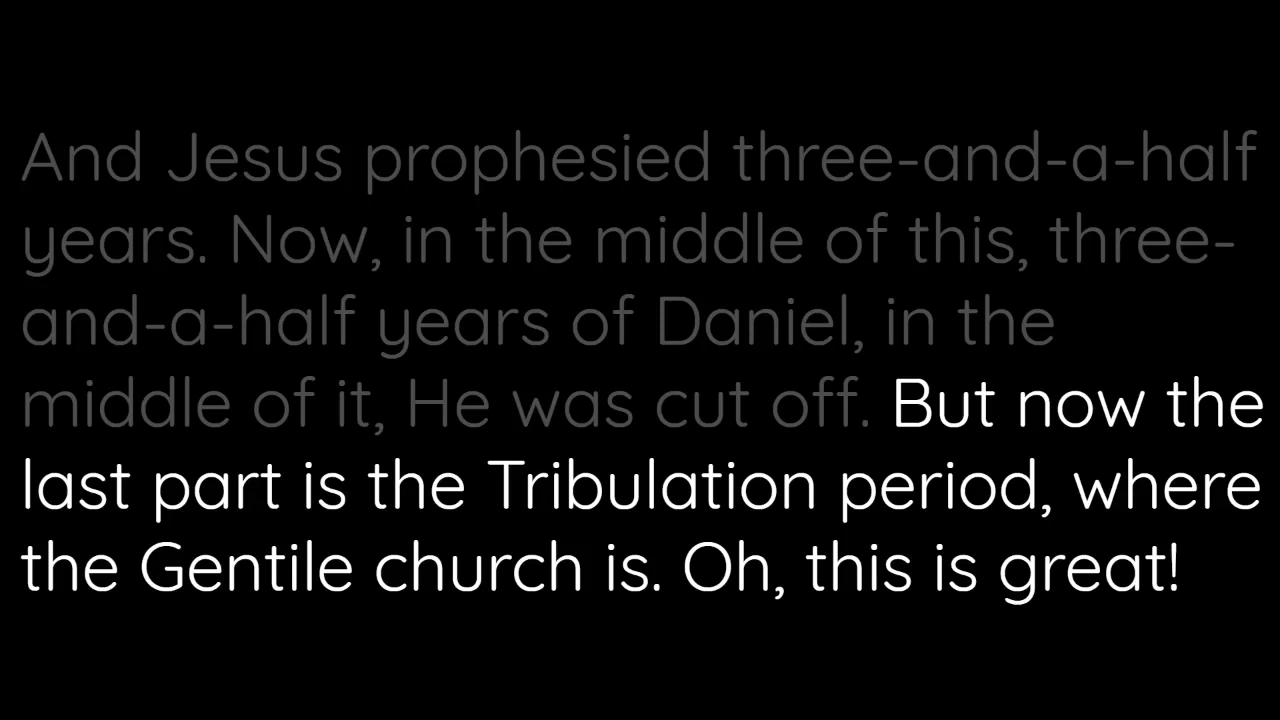 And Jesus prophesied three-and-a-half
years. Now, in the middle of this, three-
and-a-half years of Daniel, in the
middle of it, He was cut off. But now the
last part is the Tribulation period, where
the Gentile church is. Oh, this is great!